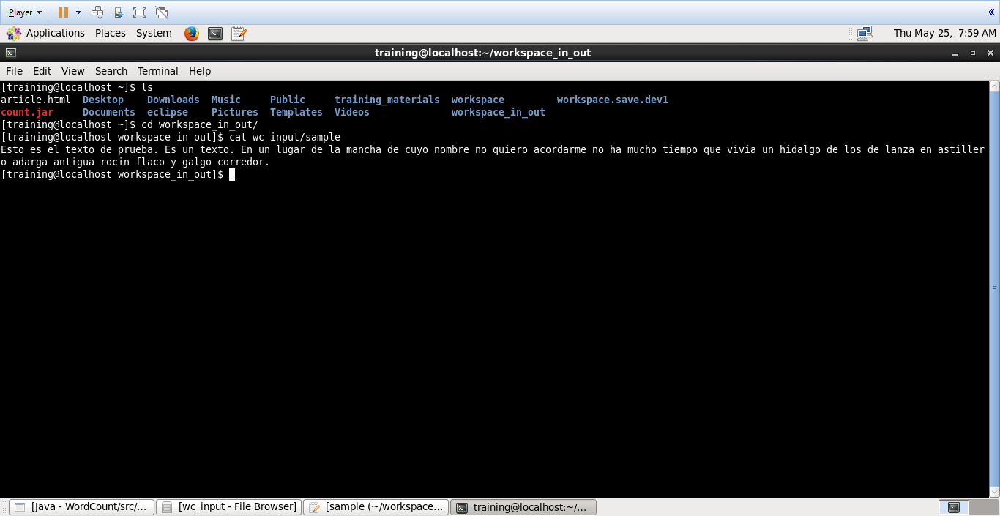 Player
Applications Places System Thu May 25, 7:59 AM
training@localhost:~/workspace_in_out
File Edit View Search Terminal Help
[training@localhost ~]$ ls
article.html Desktop Downloads Music Public training_materials workspace workspace.save.dev1
count.jar Documents eclipse Pictures Templates Videos workspace_in_out
[training@localhost ~]$ cd workspace_in_out/
[training@localhost workspace_in_out]$ cat wc_input/sample
Esto es el texto de prueba. Es un texto. En un lugar de la mancha de cuyo nombre no quiero acordarme no ha mucho tiempo que vivia un hidalgo de los de lanza en astiller
o adarga antigua rocin flaco y galgo corredor.
[training@localhost workspace_in_out]$
[Java - WordCount/src/... [wc_input - File Browser] [sample (~/workspace... training@localhost:~/...